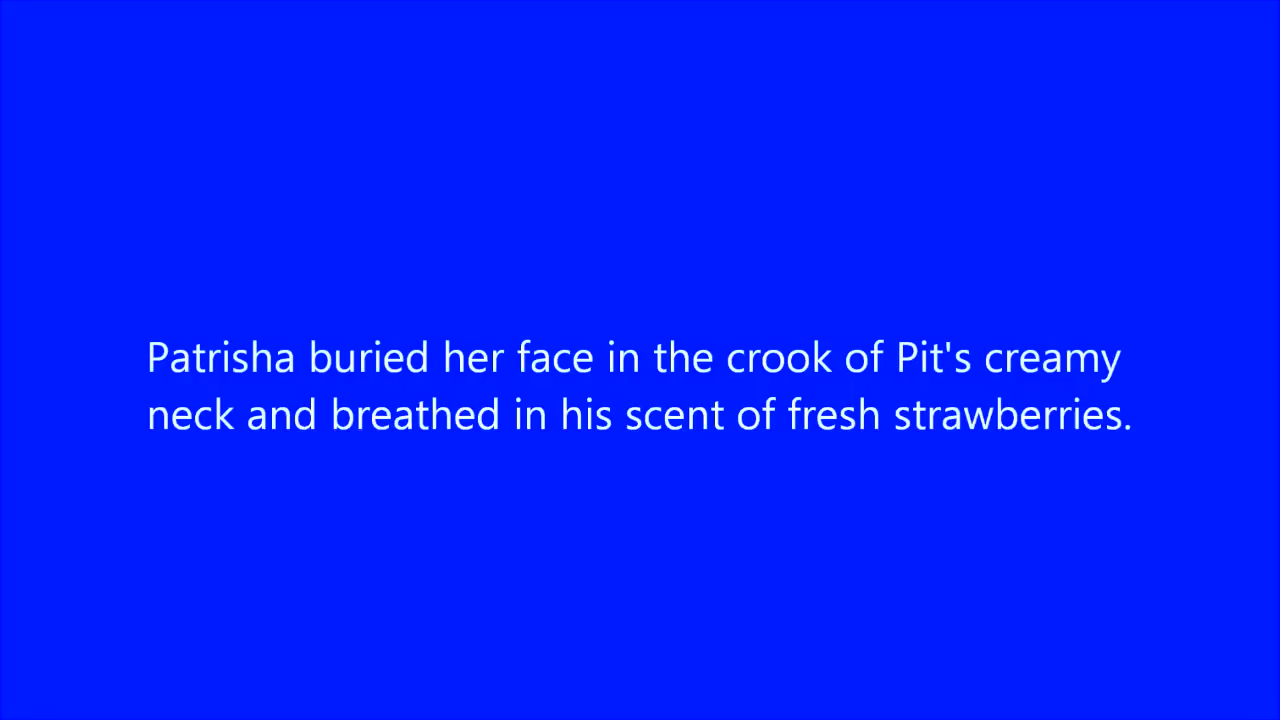 Patrisha buried her face in the crook of Pit's creamy
neck and breathed in his scent of fresh strawberries.